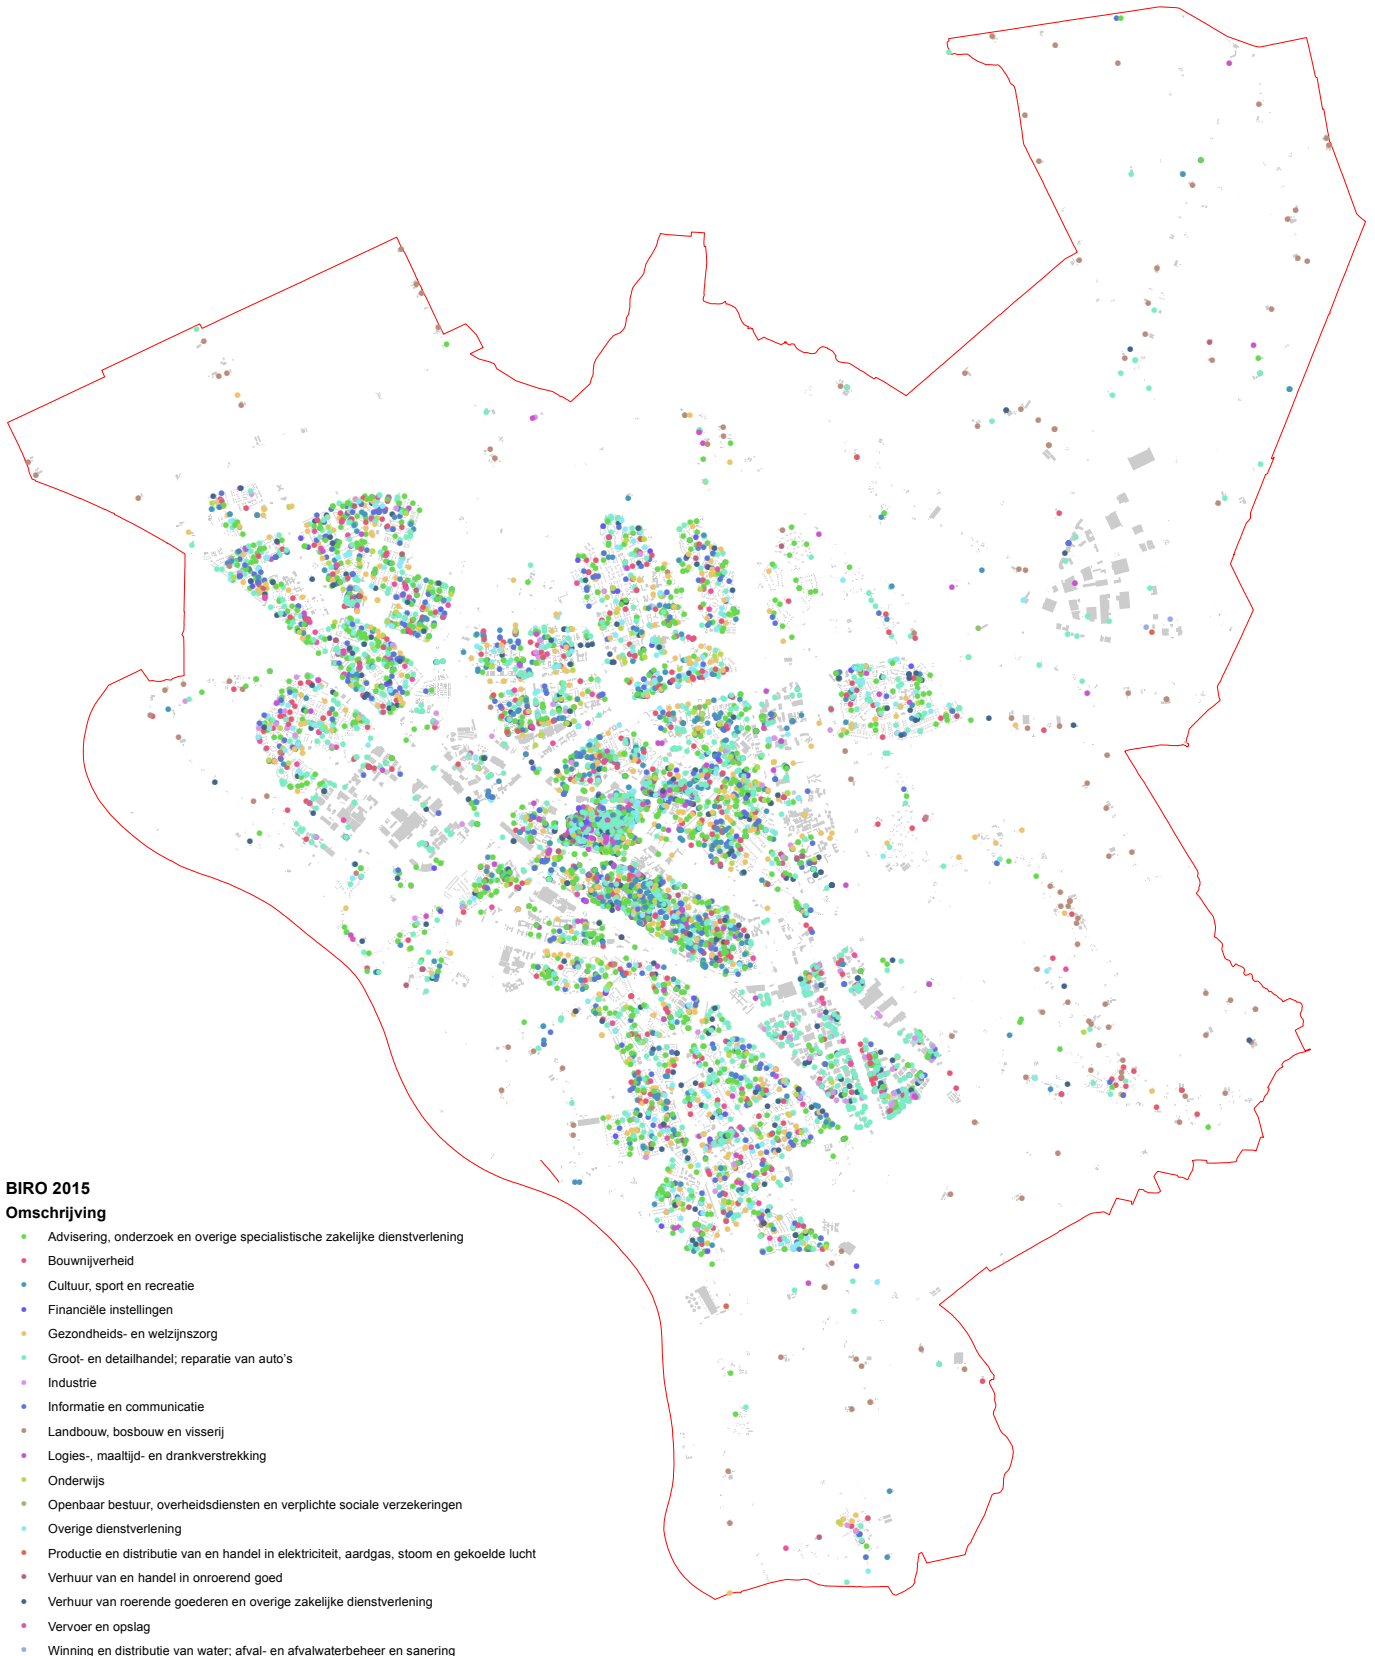 BIRO 2015
Omschrijving
Advisering, onderzoek en overige specialistische zakelijke dienstverlening
Bouwnijverheid
Cultuur, sport en recreatie
Financiële instellingen
Gezondheids- en welzijnszorg
Groot- en detailhandel; reparatie van auto's
Industrie
Informatie en communicatie
Landbouw, bosbouw en visserij
Logies-, maaltijd- en drankverstrekking
Onderwijs
Openbaar bestuur, overheidsdiensten en verplichte sociale verzekeringen
Overige dienstverlening
Productie en distributie van en handel in elektriciteit, aardgas, stoom en gekoelde lucht
Verhuur van en handel in onroerend goed
Verhuur van roerende goederen en overige zakelijke dienstverlening
Vervoer en opslag
Winning en distributie van water; afval- en afvalwaterbeheer en sanering